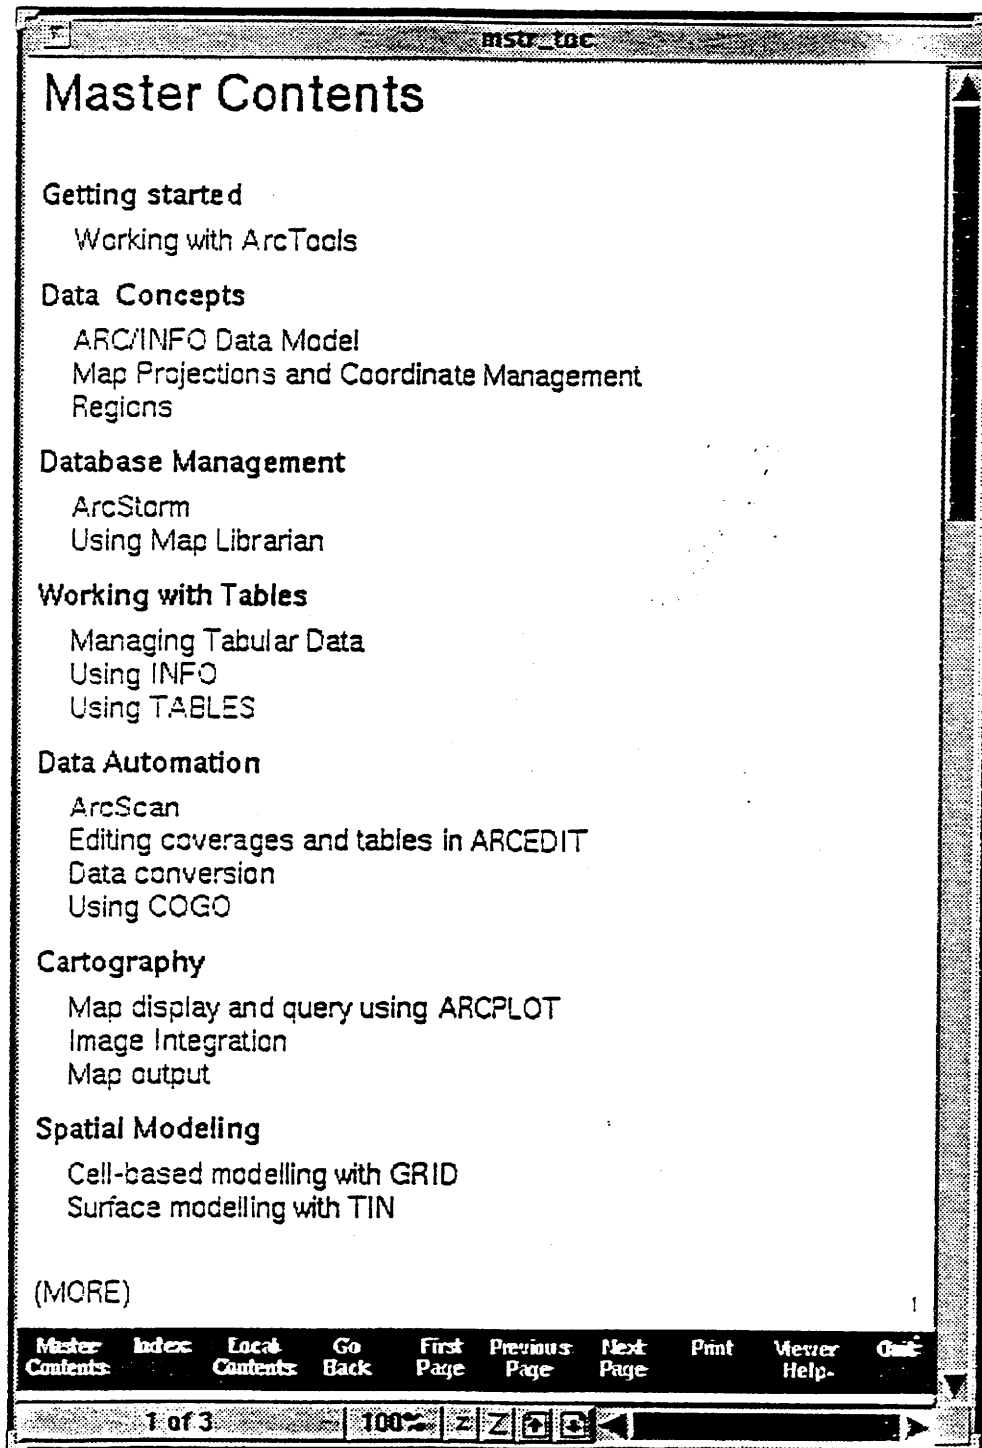 mstr_toc
Master Contents
Getting started
Working with ArcTools
Data Concepts
ARC/INFO Data Model
Map Projections and Coordinate Management
Regions
Database Management
ArcStorm
Using Map Librarian
Working with Tables
Managing Tabular Data
Using INFO
Using TABLES
Data Automation
ArcScan
Editing coverages and tables in ARCEDIT
Data conversion
Using COGO
Cartography
Map display and query using ARCPLOT
Image Integration
Map output
Spatial Modeling
Cell-based modelling with GRID
Surface modelling with TIN
(MORE)
1
Master Contents Index Local Contents Go Back First Page Previous Page Next Page Print Viewer Help Quit
1 of 3 100% z Z